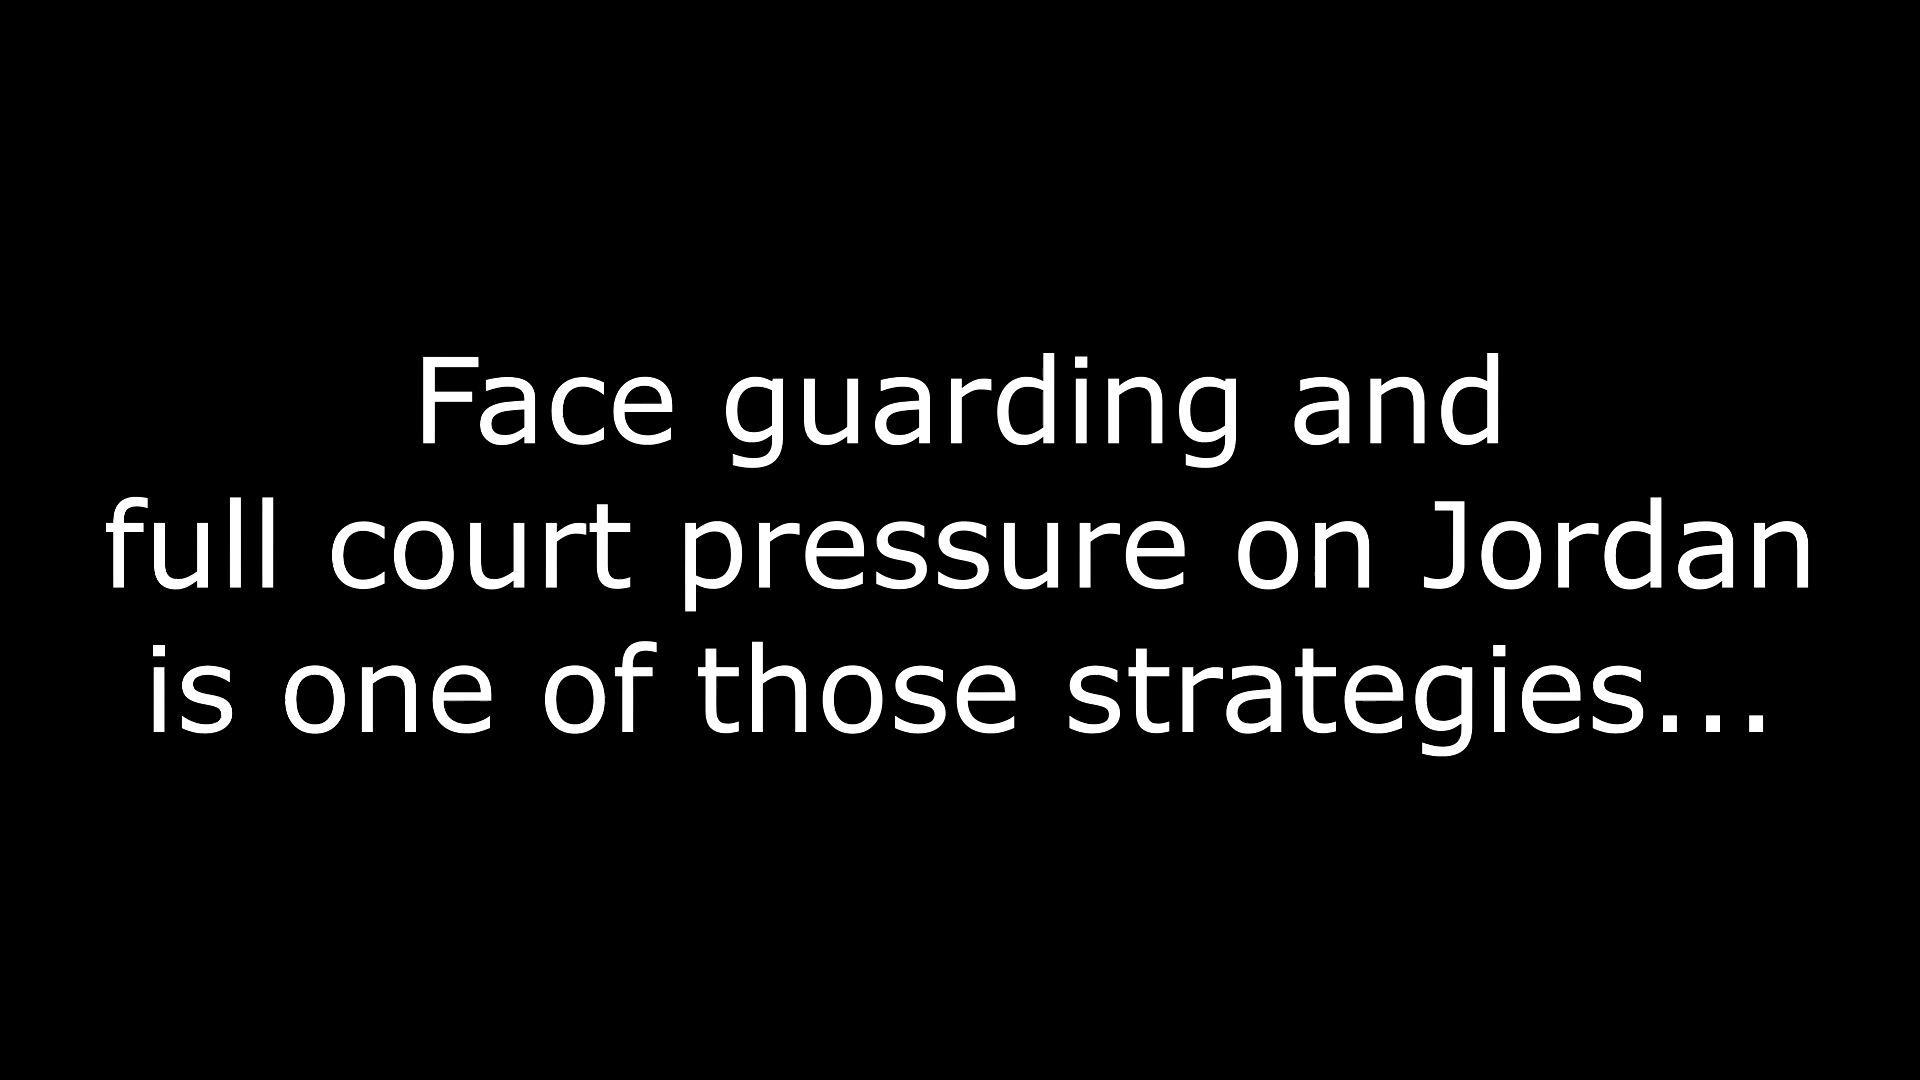 Face guarding and
full court pressure on Jordan
is one of those strategies...